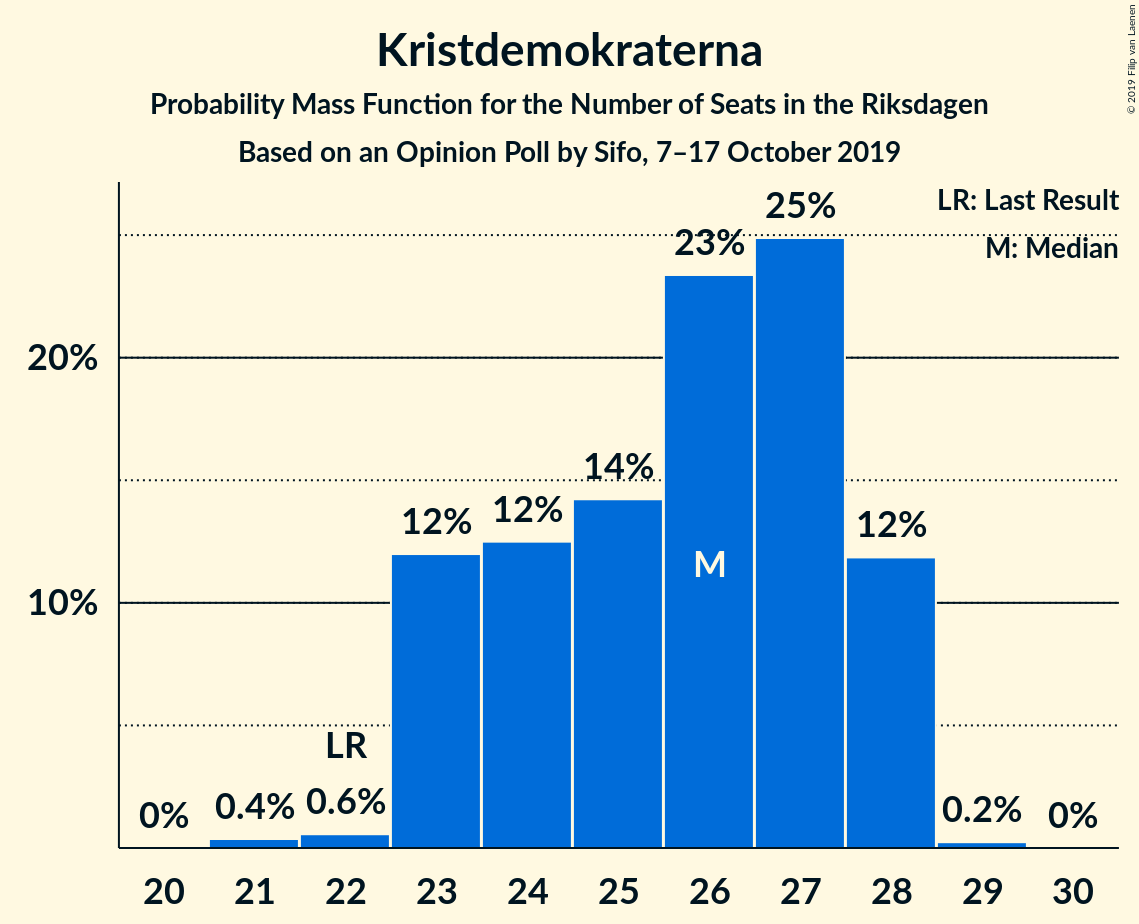 Kristdemokraterna
Probability Mass Function for the Number of Seats in the Riksdagen
Based on an Opinion Poll by Sifo, 7–17 October 2019
© 2019 Filip van Laenen
LR: Last Result
M: Median
25%
23%
20%
14%
12%
12%
12%
M
10%
LR
0%
0.4%
0.6%
0.2%
0%
20 21 22 23 24 25 26 27 28 29 30